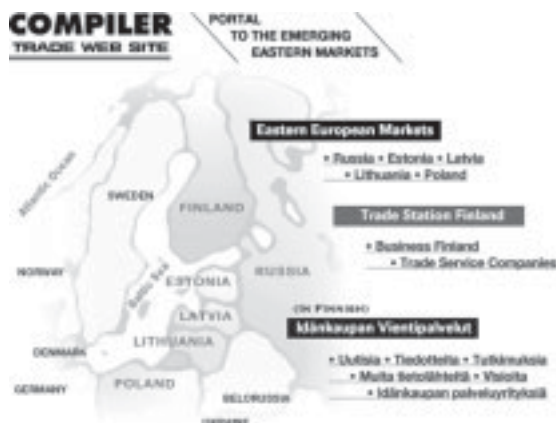 COMPILER
TRADE WEB SITE
PORTAL
TO THE EMERGING
EASTERN MARKETS
Eastern European Markets
• Russia • Estonia • Latvia
• Lithuania • Poland
Trade Station Finland
• Business Finland
• Trade Service Companies
(IN FINNISH)
Idänkaupan Vientipalvelut
• Uutisia • Tiedotteita • Tutkimuksia
• Muita tietolähteitä • Visioita
• Idänkaupan palveluyrityksiä
Atlantic Ocean
SWEDEN
FINLAND
NORWAY
Baltic Sea
ESTONIA
RUSSIA
LATVIA
DENMARK
LITHUANIA
GERMANY
POLAND
BELORUSSIA
UKRAINE